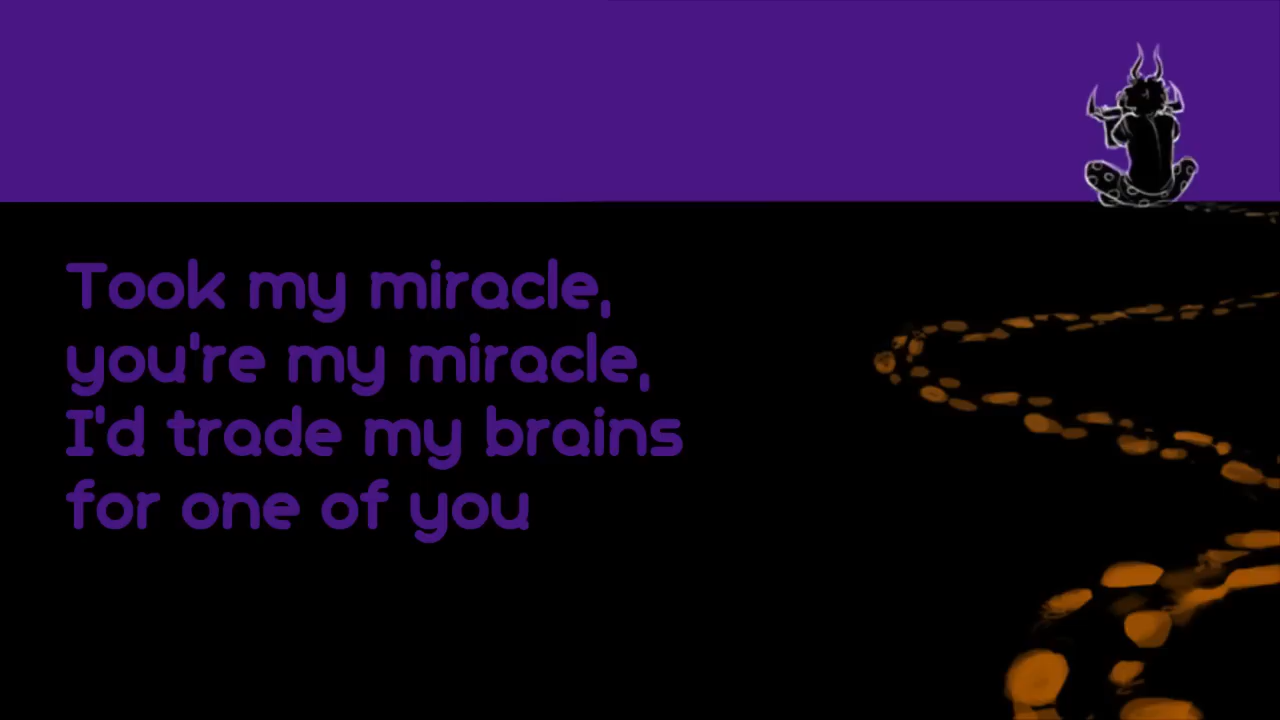 Took my miracle,
you're my miracle,
I'd trade my brains
for one of you